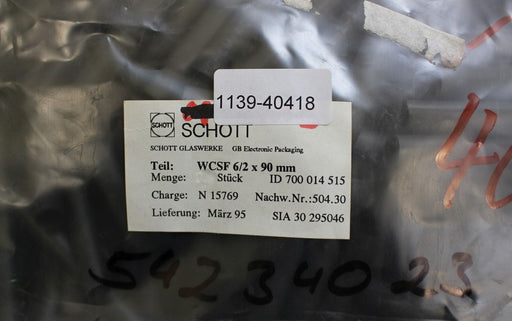 1139-40418
SCHOTT
SCHOTT
SCHOTT GLASWERKE GB Electronic Packaging
Teil: WCSF 6/2 x 90 mm
Menge: Stück ID 700 014 515
Charge: N 15769 Nachw.Nr.:504.30
Lieferung: März 95 SIA 30 295046
54234023